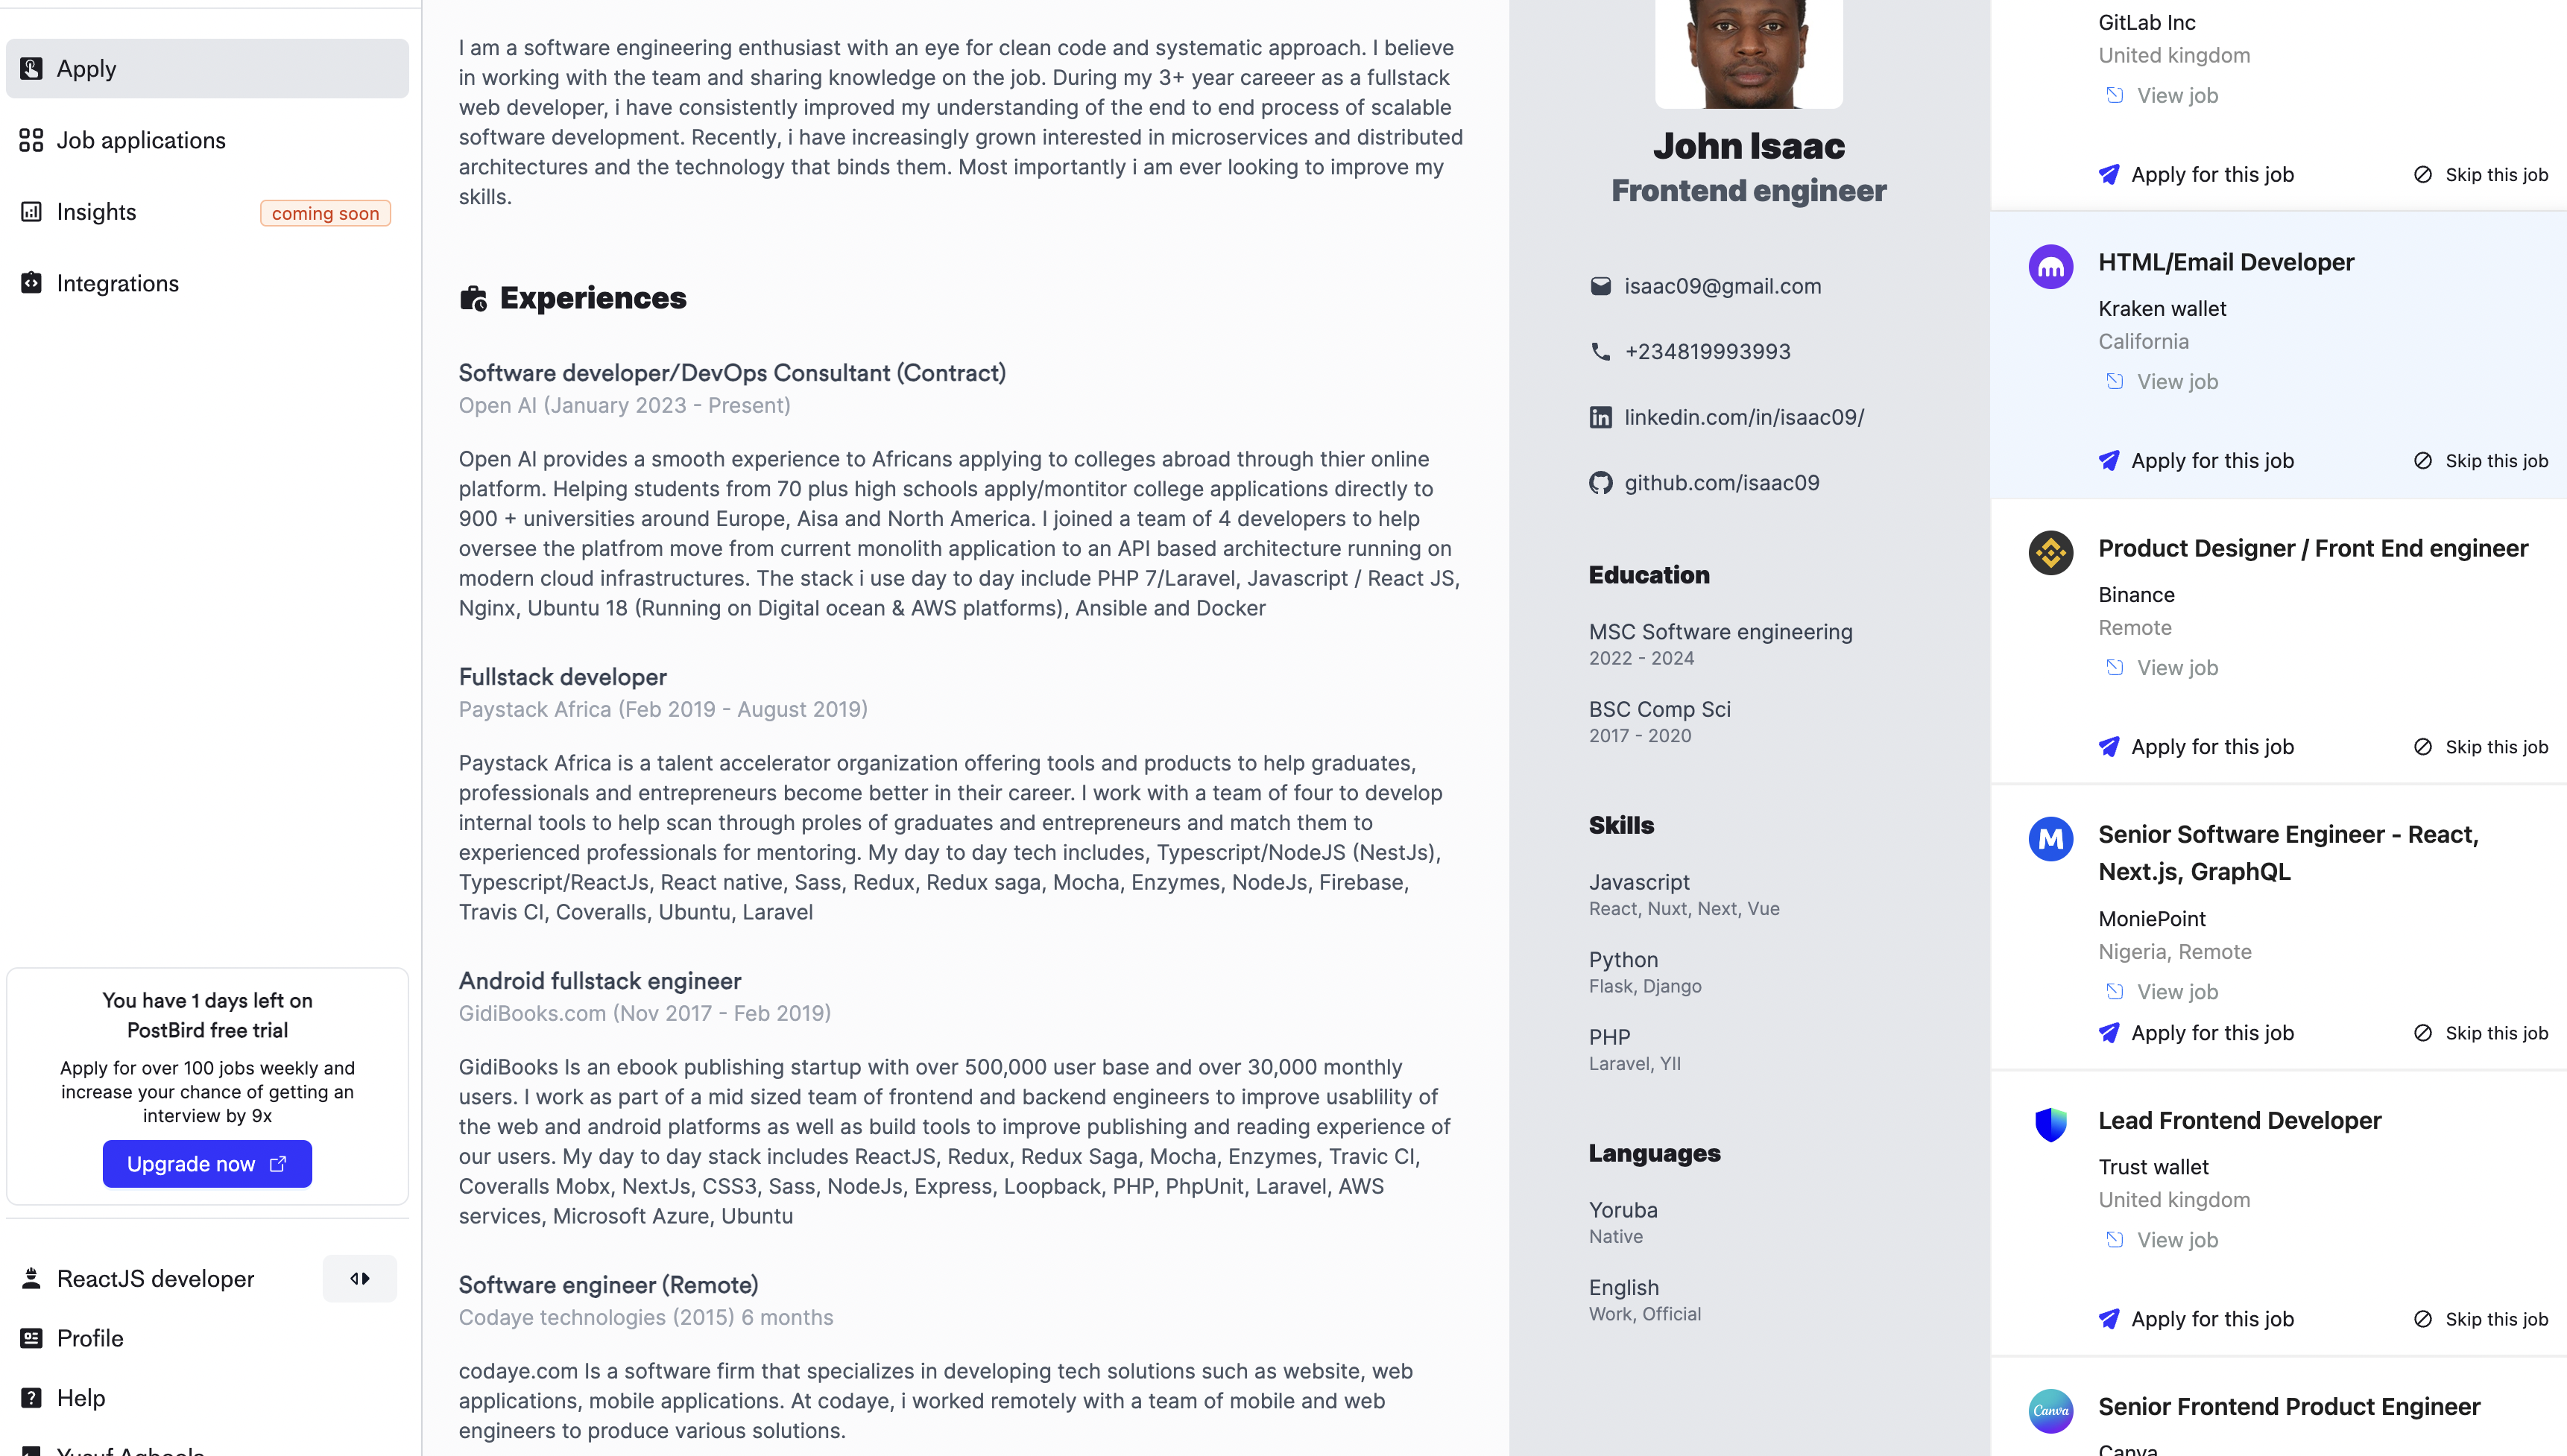 Apply
Job applications
Insights
coming soon
Integrations
You have 1 days left on
PostBird free trial
Apply for over 100 jobs weekly and
increase your chance of getting an
interview by 9x
Upgrade now
ReactJS developer
Profile
Help
I am a software engineering enthusiast with an eye for clean code and systematic approach. I believe
in working with the team and sharing knowledge on the job. During my 3+ year careeer as a fullstack
web developer, i have consistently improved my understanding of the end to end process of scalable
software development. Recently, i have increasingly grown interested in microservices and distributed
architectures and the technology that binds them. Most importantly i am ever looking to improve my
skills.
Experiences
Software developer/DevOps Consultant (Contract)
Open AI (January 2023 - Present)
Open AI provides a smooth experience to Africans applying to colleges abroad through thier online
platform. Helping students from 70 plus high schools apply/montitor college applications directly to
900 + universities around Europe, Aisa and North America. I joined a team of 4 developers to help
oversee the platfrom move from current monolith application to an API based architecture running on
modern cloud infrastructures. The stack i use day to day include PHP 7/Laravel, Javascript / React JS,
Nginx, Ubuntu 18 (Running on Digital ocean & AWS platforms), Ansible and Docker
Fullstack developer
Paystack Africa (Feb 2019 - August 2019)
Paystack Africa is a talent accelerator organization offering tools and products to help graduates,
professionals and entrepreneurs become better in their career. I work with a team of four to develop
internal tools to help scan through proles of graduates and entrepreneurs and match them to
experienced professionals for mentoring. My day to day tech includes, Typescript/NodeJS (NestJs),
Typescript/ReactJs, React native, Sass, Redux, Redux saga, Mocha, Enzymes, NodeJs, Firebase,
Travis CI, Coveralls, Ubuntu, Laravel
Android fullstack engineer
GidiBooks.com (Nov 2017 - Feb 2019)
GidiBooks Is an ebook publishing startup with over 500,000 user base and over 30,000 monthly
users. I work as part of a mid sized team of frontend and backend engineers to improve usablility of
the web and android platforms as well as build tools to improve publishing and reading experience of
our users. My day to day stack includes ReactJS, Redux, Redux Saga, Mocha, Enzymes, Travic CI,
Coveralls Mobx, NextJs, CSS3, Sass, NodeJs, Express, Loopback, PHP, PhpUnit, Laravel, AWS
services, Microsoft Azure, Ubuntu
Software engineer (Remote)
Codaye technologies (2015) 6 months
codaye.com Is a software firm that specializes in developing tech solutions such as website, web
applications, mobile applications. At codaye, i worked remotely with a team of mobile and web
engineers to produce various solutions.
John Isaac
Frontend engineer
isaac09@gmail.com
+234819993993
linkedin.com/in/isaac09/
github.com/isaac09
Education
MSC Software engineering
2022 - 2024
BSC Comp Sci
2017 - 2020
Skills
Javascript
React, Nuxt, Next, Vue
Python
Flask, Django
PHP
Laravel, YII
Languages
Yoruba
Native
English
Work, Official
GitLab Inc
United kingdom
View job
Apply for this job
Skip this job
HTML/Email Developer
Kraken wallet
California
View job
Apply for this job
Skip this job
Product Designer / Front End engineer
Binance
Remote
View job
Apply for this job
Skip this job
Senior Software Engineer - React,
Next.js, GraphQL
MoniePoint
Nigeria, Remote
View job
Apply for this job
Skip this job
Lead Frontend Developer
Trust wallet
United kingdom
View job
Apply for this job
Skip this job
Canva
Senior Frontend Product Engineer
Canva